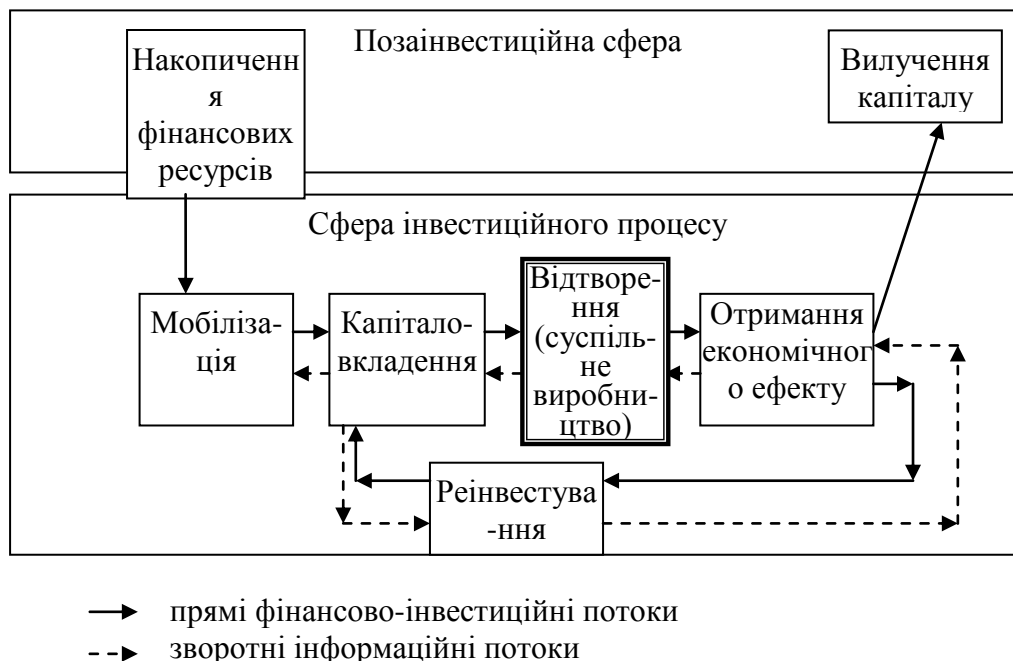 Позаінвестиційна сфера
Накопиченн
я
фінансових
ресурсів
Вилучення
капіталу
Сфера інвестиційного процесу
Мобіліза-
ція
Капітало-
вкладення
Відтворе-
ння
(суспіль-
не
виробни-
цтво)
Отримання
економічног
о ефекту
Реінвестува
-ння
прямі фінансово-інвестиційні потоки
зворотні інформаційні потоки